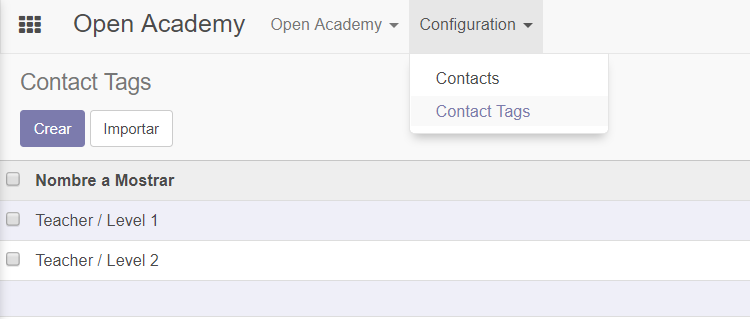 Open Academy Open Academy Configuration
Contact Tags
Contacts
Contact Tags
Crear Importar
Nombre a Mostrar
Teacher / Level 1
Teacher / Level 2